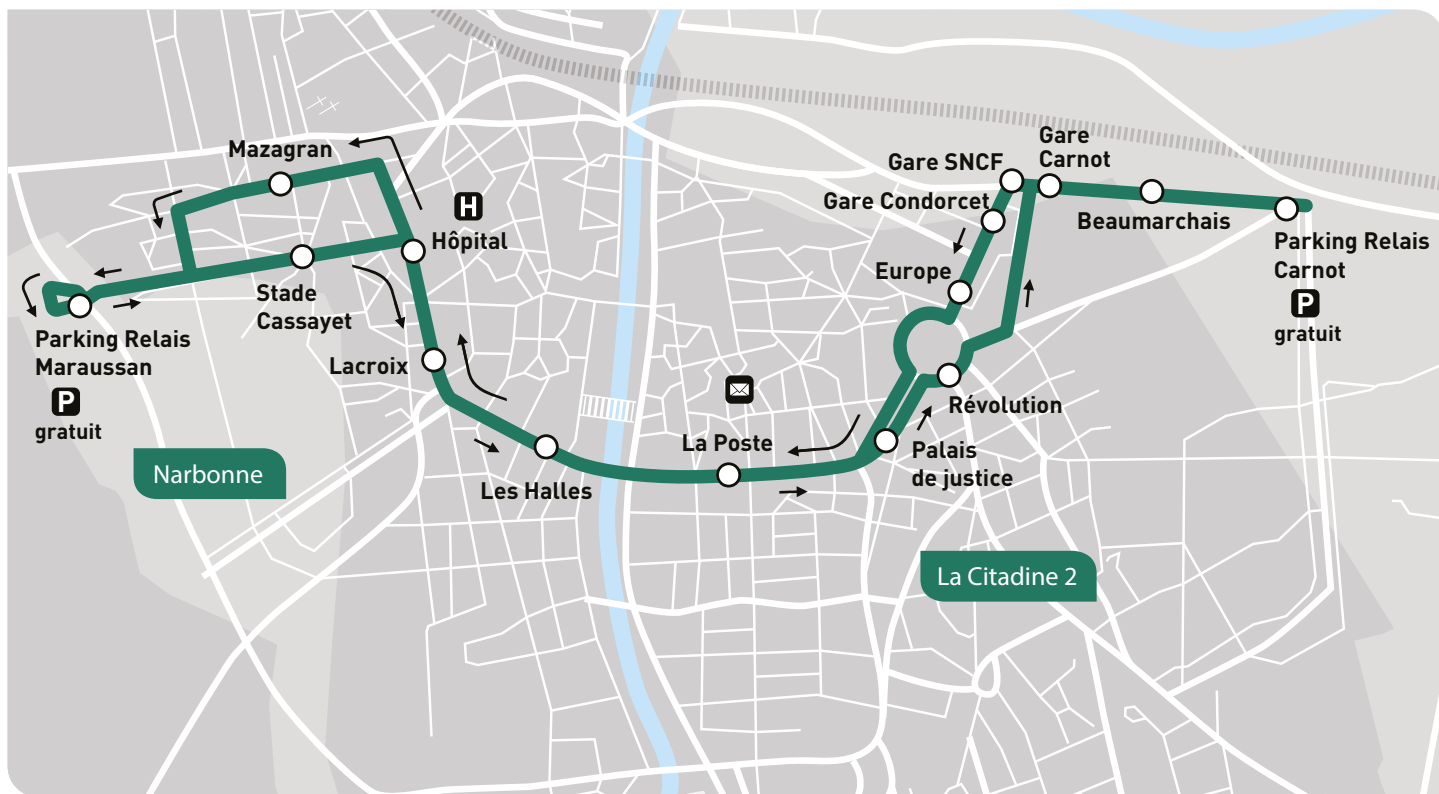 Mazagran
H
Hôpital
Stade
Cassayet
Parking Relais
Maraussan
P
gratuit
Lacroix
Narbonne
Les Halles
La Poste
Gare SNCF
Gare
Carnot
Gare Condorcet
Beaumarchais
Parking Relais
Carnot
P
gratuit
Europe
Révolution
Palais
de justice
La Citadine 2